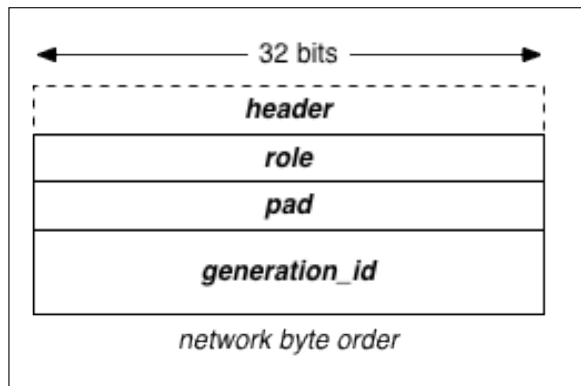 32 bits
header
role
pad
generation_id
network byte order